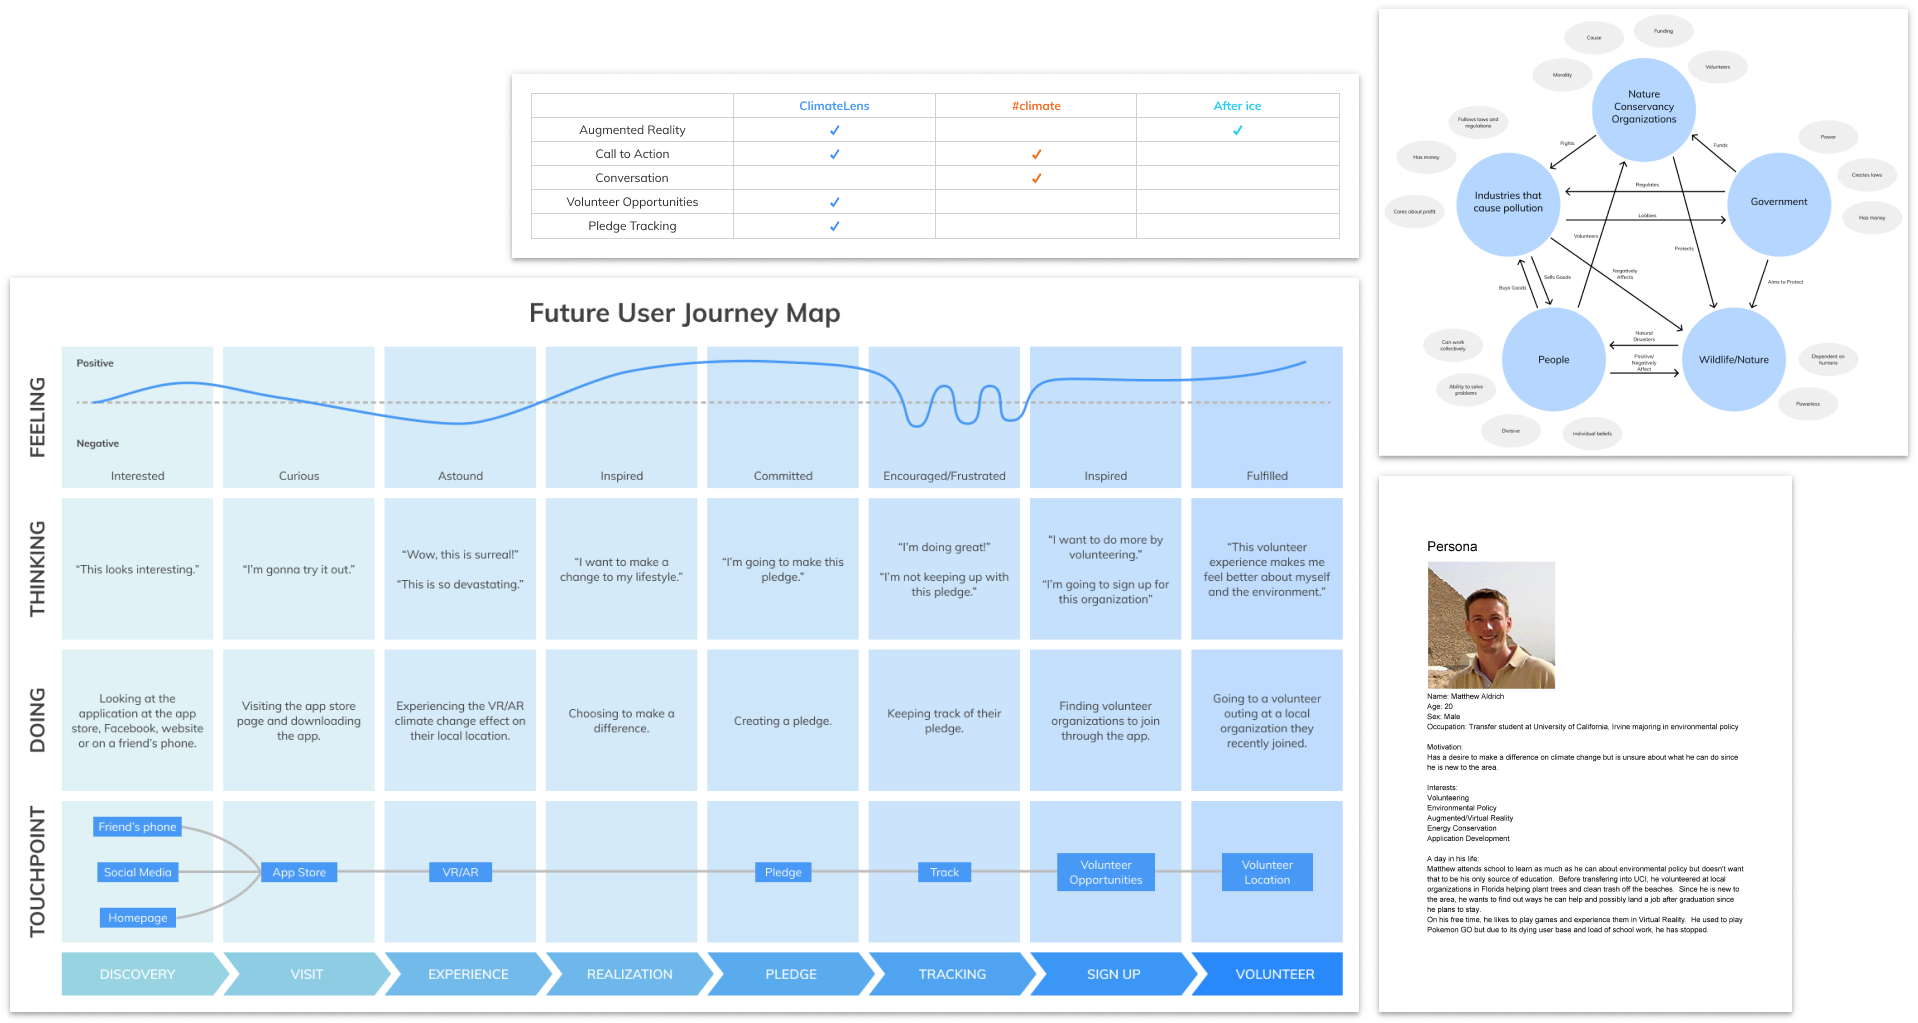 ClimateLens
#climate
After ice
Augmented Reality
Call to Action
Conversation
Volunteer Opportunities
Pledge Tracking
Future User Journey Map
FEELING
Positive
Negative
Interested
Curious
Astound
Inspired
Committed
Encouraged/Frustrated
Inspired
Fulfilled
THINKING
“This looks interesting.”
“I’m gonna try it out.”
“Wow, this is surreal!”
“This is so devastating.”
“I want to make a
change to my lifestyle.”
“I’m going to make this
pledge.”
“I’m doing great!”
“I’m not keeping up with
this pledge.”
“I want to do more by
volunteering.”
“I’m going to sign up for
this organization”
“This volunteer
experience makes me
feel better about myself
and the environment.”
DOING
Looking at the
application at the app
store, Facebook, website
or on a friend’s phone.
Visiting the app store
page and downloading
the app.
Experiencing the VR/AR
climate change effect on
their local location.
Choosing to make a
difference.
Creating a pledge.
Keeping track of their
pledge.
Finding volunteer
organizations to join
through the app.
Going to a volunteer
outing at a local
organization they
recently joined.
TOUCHPOINT
Friend’s phone
Social Media
Homepage
App Store
VR/AR
Pledge
Track
Volunteer
Opportunities
Volunteer
Location
DISCOVERY
VISIT
EXPERIENCE
REALIZATION
PLEDGE
TRACKING
SIGN UP
VOLUNTEER
Cause
Funding
Morality
Volunteers
Nature
Conservancy
Organizations
Follows laws and
regulations
Has money
Cares about profit
Industries that
cause pollution
Power
Creates laws
Has money
Government
Fights
Funds
Regulates
Lobbies
Volunteers
Protects
Negatively
Affects
Sells Goods
Buys Goods
Aims to Protect
Natural
Disasters
Positive/
Negative
Affect
People
Wildlife/Nature
Can work
collectively
Ability to solve
problems
Divisive
Individual beliefs
Dependent on
humans
Powerless
Persona
Name: Matthew Aldrich
Age: 20
Sex: Male
Occupation: Transfer student at University of California, Irvine majoring in environmental policy
Motivation:
Has a desire to make a difference on climate change but is unsure about what he can do since
he is new to the area.
Interests:
Volunteering
Environmental Policy
Augmented/Virtual Reality
Energy Conservation
Application Development
A day in his life:
Matthew attends school to learn as much as he can about environmental policy but doesn't want
that to be his only source of education. Before transfering into UCI, he volunteered at local
organizations in Florida helping plant trees and clean trash off the beaches. Since he is new to
the area, he wants to find out ways he can help and possibly land a job after graduation since
he plans to stay.
On his free time, he likes to play games and experience them in Virtual Reality. He used to play
Pokemon GO but due to its dying user base and load of school work, he has stopped.